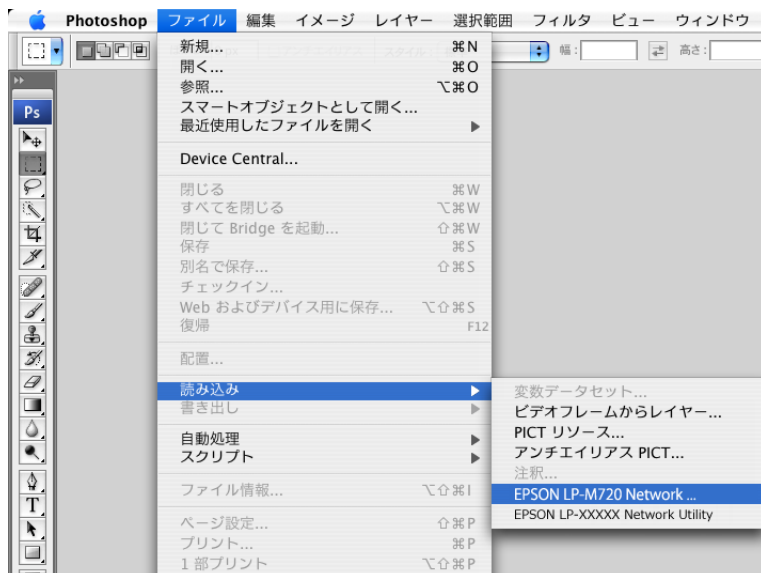 Photoshop ファイル 編集 イメージ レイヤー 選択範囲 フィルタ ビュー ウィンドウ
幅: 高さ:
Ps
新規... ⌘N
開く... ⌘O
参照... ⌥⌘O
スマートオブジェクトとして開く...
最近使用したファイルを開く ▶
Device Central...
閉じる ⌘W
すべてを閉じる ⌥⌘W
閉じて Bridge を起動... ⇧⌘W
保存 ⌘S
別名で保存... ⇧⌘S
チェックイン...
Web およびデバイス用に保存... ⌥⇧⌘S
復帰 F12
配置...
読み込み ▶
書き出し ▶
自動処理 ▶
スクリプト ▶
ファイル情報... ⌥⇧⌘I
ページ設定... ⇧⌘P
プリント... ⌘P
1 部プリント ⌥⇧⌘P
変数データセット...
ビデオフレームからレイヤー...
PICT リソース...
アンチエイリアス PICT...
注釈...
EPSON LP-M720 Network ...
EPSON LP-XXXXX Network Utility
T